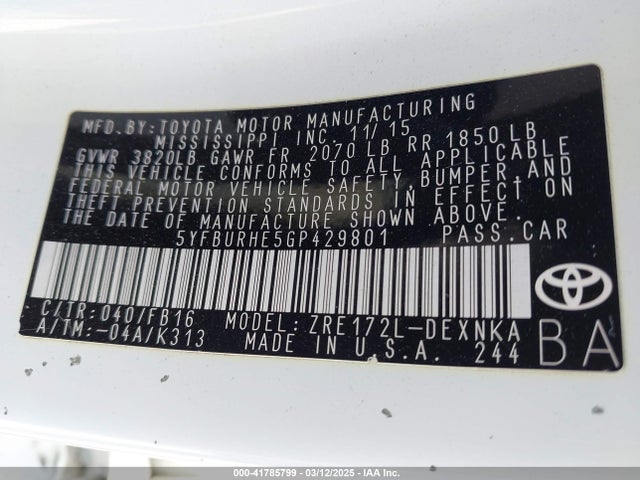 MFD. BY: TOYOTA MOTOR MANUFACTURING
MISSISSIPPI INC. 11/15
GVWR 3820LB GAWR FR 2070 LB RR 1850LB
THIS VEHICLE CONFORMS TO ALL APPLICABLE
FEDERAL MOTOR VEHICLE SAFETY, BUMPER, AND
THEFT PREVENTION STANDARDS IN EFFECT ON
THE DATE OF MANUFACTURE SHOWN ABOVE.
5YFBURHE5GP429801 PASS. CAR
C/TR: 040/FB16 MODEL: ZRE172L-DEXNKA
A/TM: -04A/K313 MADE IN U.S.A. 244
BA
000-41785799 - 03/12/2025 - IAA Inc.